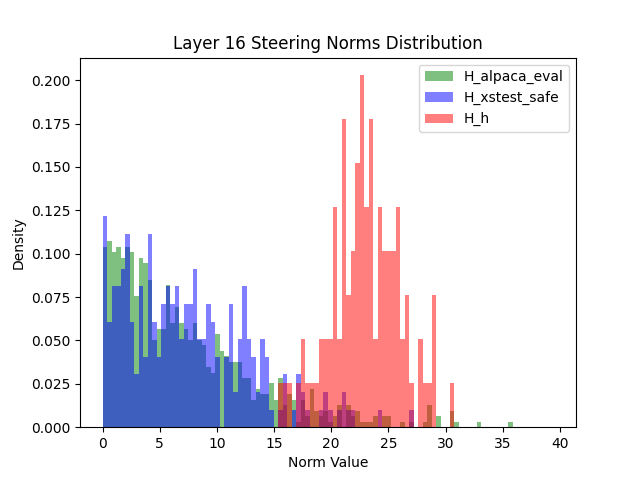 Layer 16 Steering Norms Distribution
H_alpaca_eval
H_xstest_safe
H_h
Density
0.200
0.175
0.150
0.125
0.100
0.075
0.050
0.025
0.000
0 5 10 15 20 25 30 35 40
Norm Value